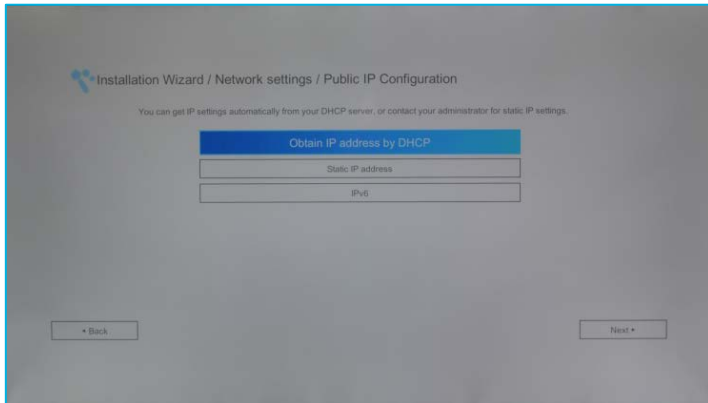 Installation Wizard / Network settings / Public IP Configuration
You can get IP settings automatically from your DHCP server, or contact your administrator for static IP settings.
Obtain IP address by DHCP
Static IP address
IPv6
• Back
Next •